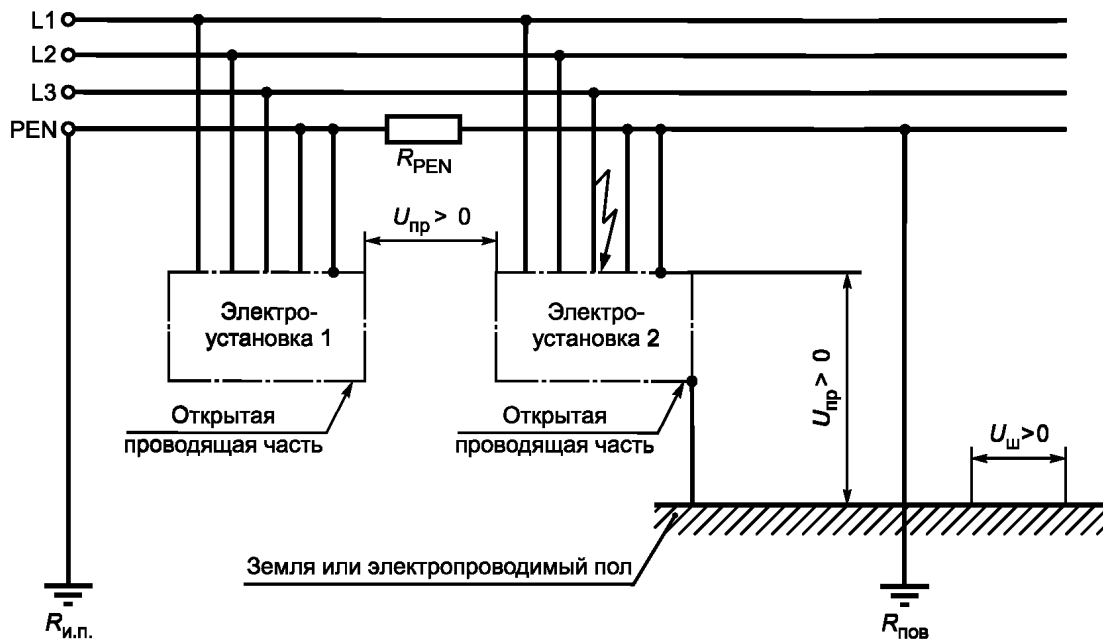 L1
L2
L3
PEN
R_PEN
U_пр > 0
Электро-
установка 1
Электро-
установка 2
U_пр > 0
Открытая
проводящая часть
Открытая
проводящая часть
U_ш >0
Земля или электропроводимый пол
R_и.п.
R_пов